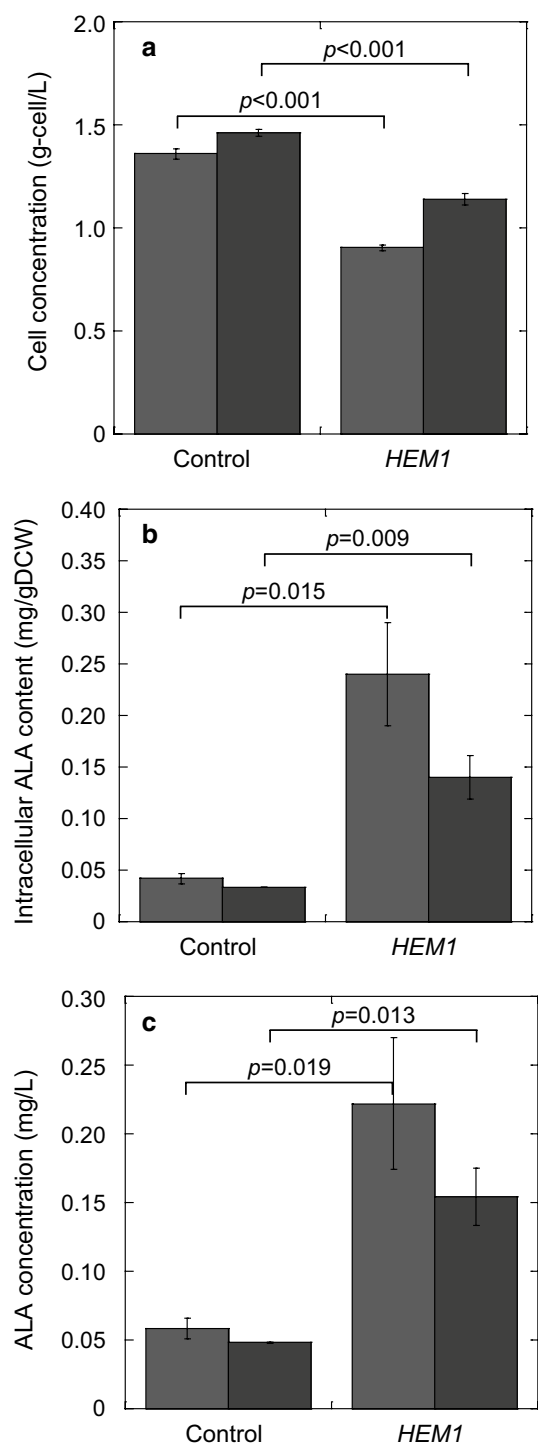 a
Cell concentration (g-cell/L)
2.0
1.5
1.0
0.5
0
p<0.001
p<0.001
Control
HEM1
b
Intracellular ALA content (mg/gDCW)
0.40
0.35
0.30
0.25
0.20
0.15
0.10
0.05
0
p=0.009
p=0.015
Control
HEM1
c
ALA concentration (mg/L)
0.30
0.25
0.20
0.15
0.10
0.05
0
p=0.013
p=0.019
Control
HEM1